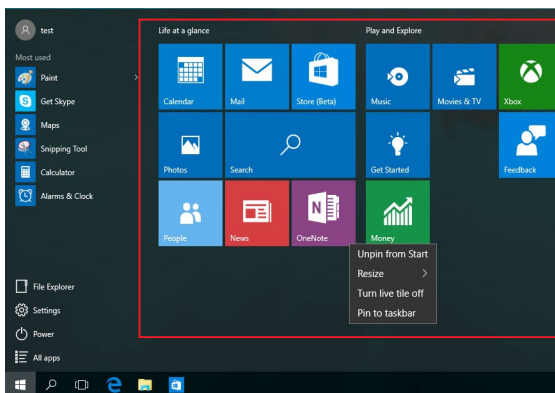 test
Most used
Paint
Get Skype
Maps
Snipping Tool
Calculator
Alarms & Clock
File Explorer
Settings
Power
All apps
Life at a glance
Play and Explore
Calendar
Mail
Store (Beta)
Music
Movies & TV
Xbox
Photos
Search
Get Started
Feedback
People
News
OneNote
Money
Unpin from Start
Resize
Turn live tile off
Pin to taskbar